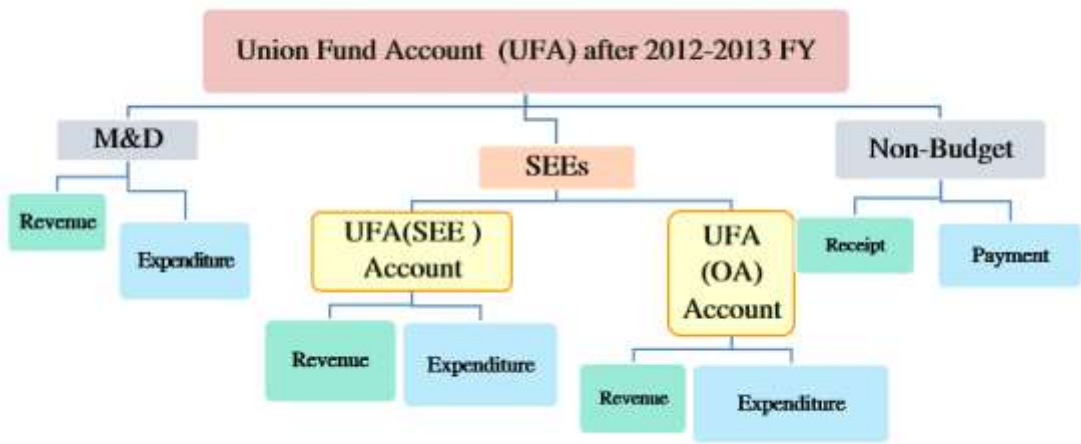 Union Fund Account (UFA) after 2012-2013 FY
M&D
SEEs
Non-Budget
Revenue
Expenditure
UFA(SEE )
Account
UFA
(OA)
Account
Receipt
Payment
Revenue
Expenditure
Revenue
Expenditure